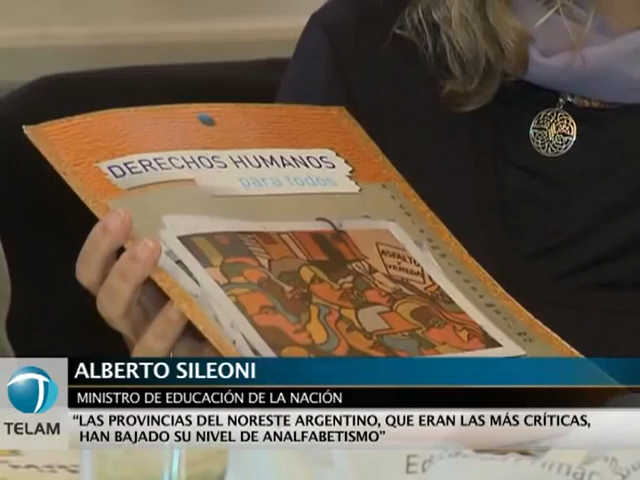 DERECHOS HUMANOS
para todos
ASFALTO
Y
VEREDA
ALBERTO SILEONI
MINISTRO DE EDUCACIÓN DE LA NACIÓN
TELAM
“LAS PROVINCIAS DEL NORESTE ARGENTINO, QUE ERAN LAS MÁS CRÍTICAS,
HAN BAJADO SU NIVEL DE ANALFABETISMO”